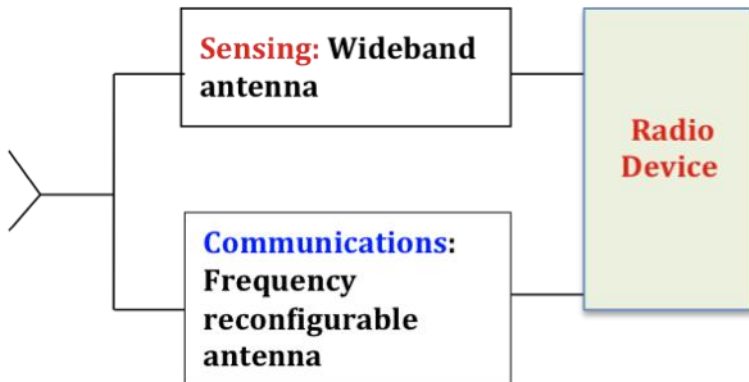 Sensing: Wideband
antenna
Radio
Device
Communications:
Frequency
reconfigurable
antenna